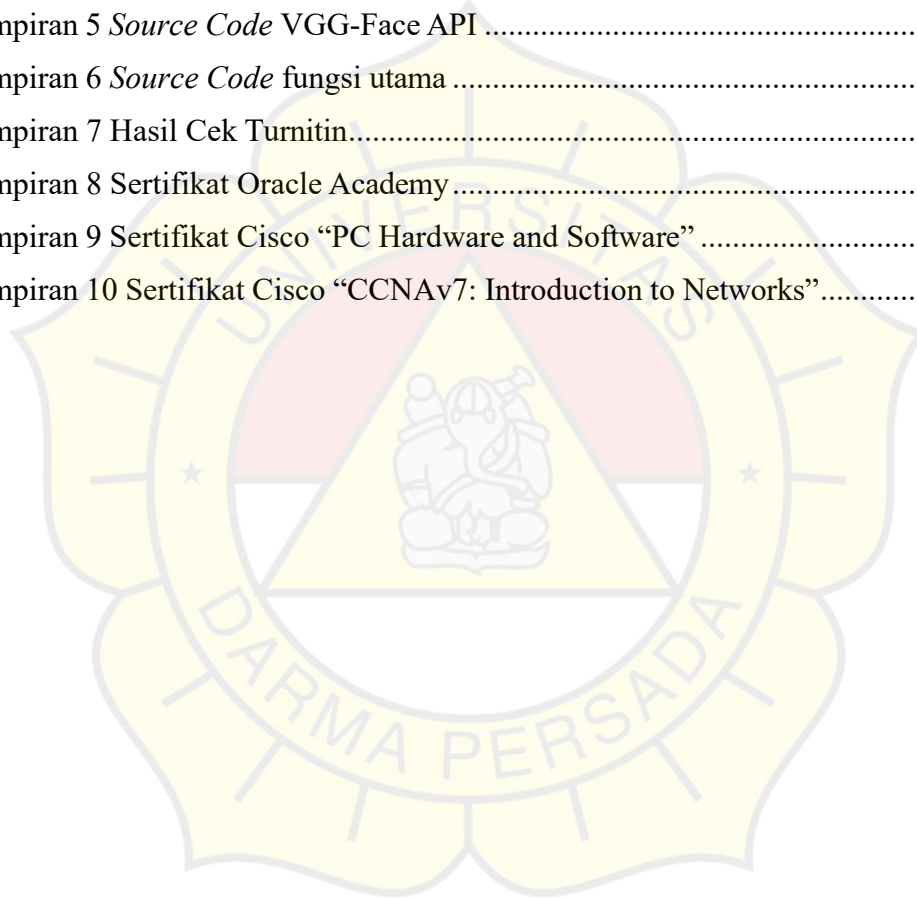 mpiran 5 Source Code VGG-Face API ......................................................
mpiran 6 Source Code fungsi utama ..........................................................
mpiran 7 Hasil Cek Turnitin.......................................................................
mpiran 8 Sertifikat Oracle Academy..........................................................
mpiran 9 Sertifikat Cisco “PC Hardware and Software” ...........................
mpiran 10 Sertifikat Cisco “CCNAv7: Introduction to Networks”............
UNIVERSITAS
DARMA PERSADA